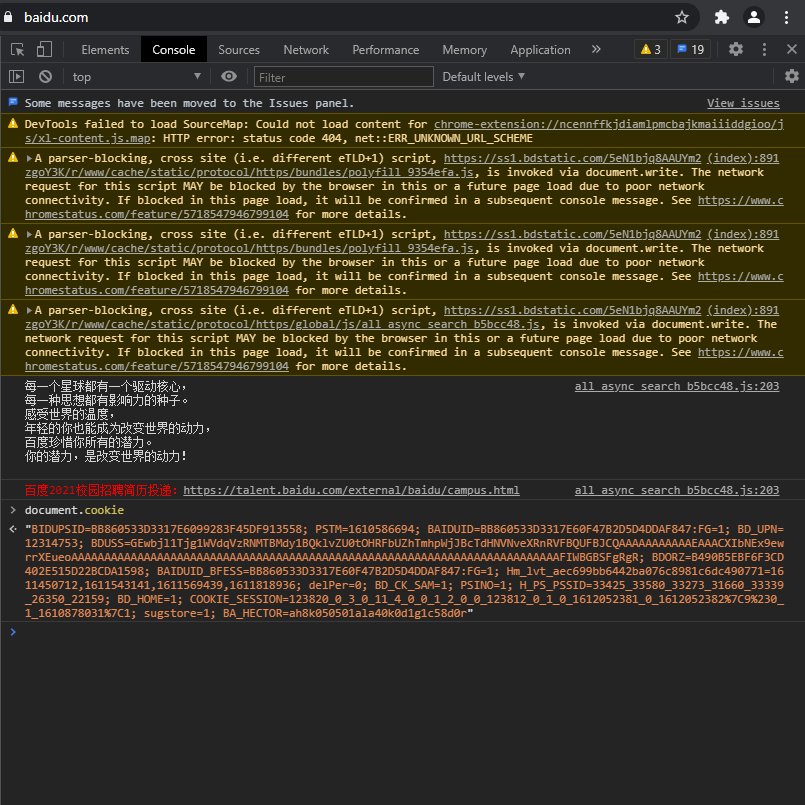 baidu.com
Elements Console Sources Network Performance Memory Application » 3 19
top Filter Default levels
Some messages have been moved to the Issues panel. View issues
DevTools failed to load SourceMap: Could not load content for chrome-extension://ncennffkjdiamlpmcbajkmaiiiddgioo/j
s/xl-content.js.map: HTTP error: status code 404, net::ERR_UNKNOWN_URL_SCHEME
A parser-blocking, cross site (i.e. different eTLD+1) script, https://ss1.bdstatic.com/5eN1bjq8AAUYm2 (index):891
zgoY3K/r/www/cache/static/protocol/https/bundles/polyfill_9354efa.js, is invoked via document.write. The network
request for this script MAY be blocked by the browser in this or a future page load due to poor network
connectivity. If blocked in this page load, it will be confirmed in a subsequent console message. See https://www.c
hromestatus.com/feature/5718547946799104 for more details.
A parser-blocking, cross site (i.e. different eTLD+1) script, https://ss1.bdstatic.com/5eN1bjq8AAUYm2 (index):891
zgoY3K/r/www/cache/static/protocol/https/bundles/polyfill_9354efa.js, is invoked via document.write. The network
request for this script MAY be blocked by the browser in this or a future page load due to poor network
connectivity. If blocked in this page load, it will be confirmed in a subsequent console message. See https://www.c
hromestatus.com/feature/5718547946799104 for more details.
A parser-blocking, cross site (i.e. different eTLD+1) script, https://ss1.bdstatic.com/5eN1bjq8AAUYm2 (index):891
zgoY3K/r/www/cache/static/protocol/https/global/js/all_async_search_b5bcc48.js, is invoked via document.write. The
network request for this script MAY be blocked by the browser in this or a future page load due to poor network
connectivity. If blocked in this page load, it will be confirmed in a subsequent console message. See https://www.c
hromestatus.com/feature/5718547946799104 for more details.
每一个星球都有一个驱动核心， all_async_search_b5bcc48.js:203
每一种思想都有影响力的种子。
感受世界的温度，
年轻的你也能成为改变世界的动力，
百度珍惜你所有的潜力。
你的潜力，是改变世界的动力！
百度2021校园招聘简历投递： https://talent.baidu.com/external/baidu/campus.html all_async_search_b5bcc48.js:203
document.cookie
"BIDUPSID=BB860533D3317E6099283F45DF913558; PSTM=1610586694; BAIDUID=BB860533D3317E60F47B2D5D4DDAF847:FG=1; BD_UPN=
12314753; BDUSS=GEwbjl1Tjg1WVdqVzRNMTBMdy1BQklvZU0tOHRFbUZhTmhpWjJBcTdHNVNveXRnRVFBQUFBJCQAAAAAAAAAAAEAAACXIbNEx9ew
rrXEueoAAAAAAAAAAAAAAAAAAAAAAAAAAAAAAAAAAAAAAAAAAAAAAAAAAAAAAAAAAAAAAAAAAAAAAAAAAAAAAFIWBGBSFgRgR; BDORZ=B490B5EBF6F3CD
402E515D22BCDA1598; BAIDUID_BFESS=BB860533D3317E60F47B2D5D4DDAF847:FG=1; Hm_lvt_aec699bb6442ba076c8981c6dc490771=16
11450712,1611543141,1611569439,1611818936; delPer=0; BD_CK_SAM=1; PSINO=1; H_PS_PSSID=33425_33580_33273_31660_33339
_26350_22159; BD_HOME=1; COOKIE_SESSION=123820_0_3_0_11_4_0_0_1_2_0_0_123812_0_1_0_1612052381_0_1612052382%7C9%230_
1_1610878031%7C1; sugstore=1; BA_HECTOR=ah8k050501ala40k0d1g1c58d0r"